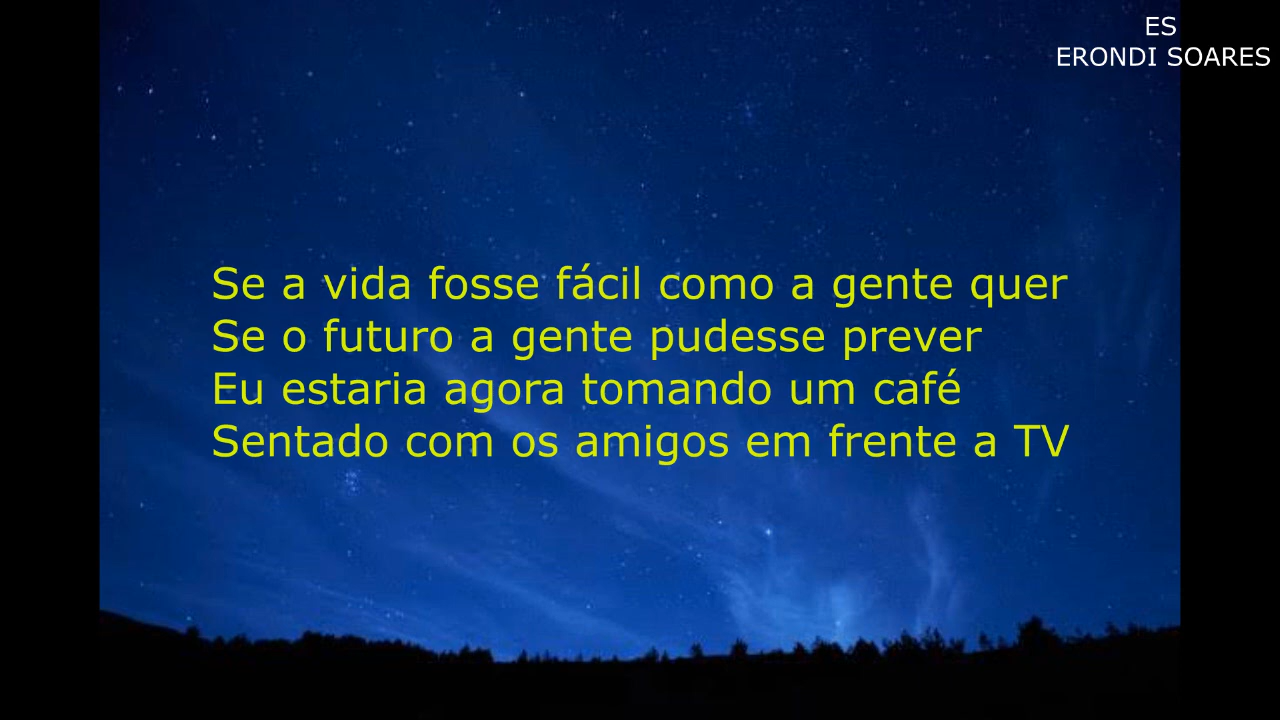 ES
ERONDI SOARES
Se a vida fosse fácil como a gente quer
Se o futuro a gente pudesse prever
Eu estaria agora tomando um café
Sentado com os amigos em frente a TV